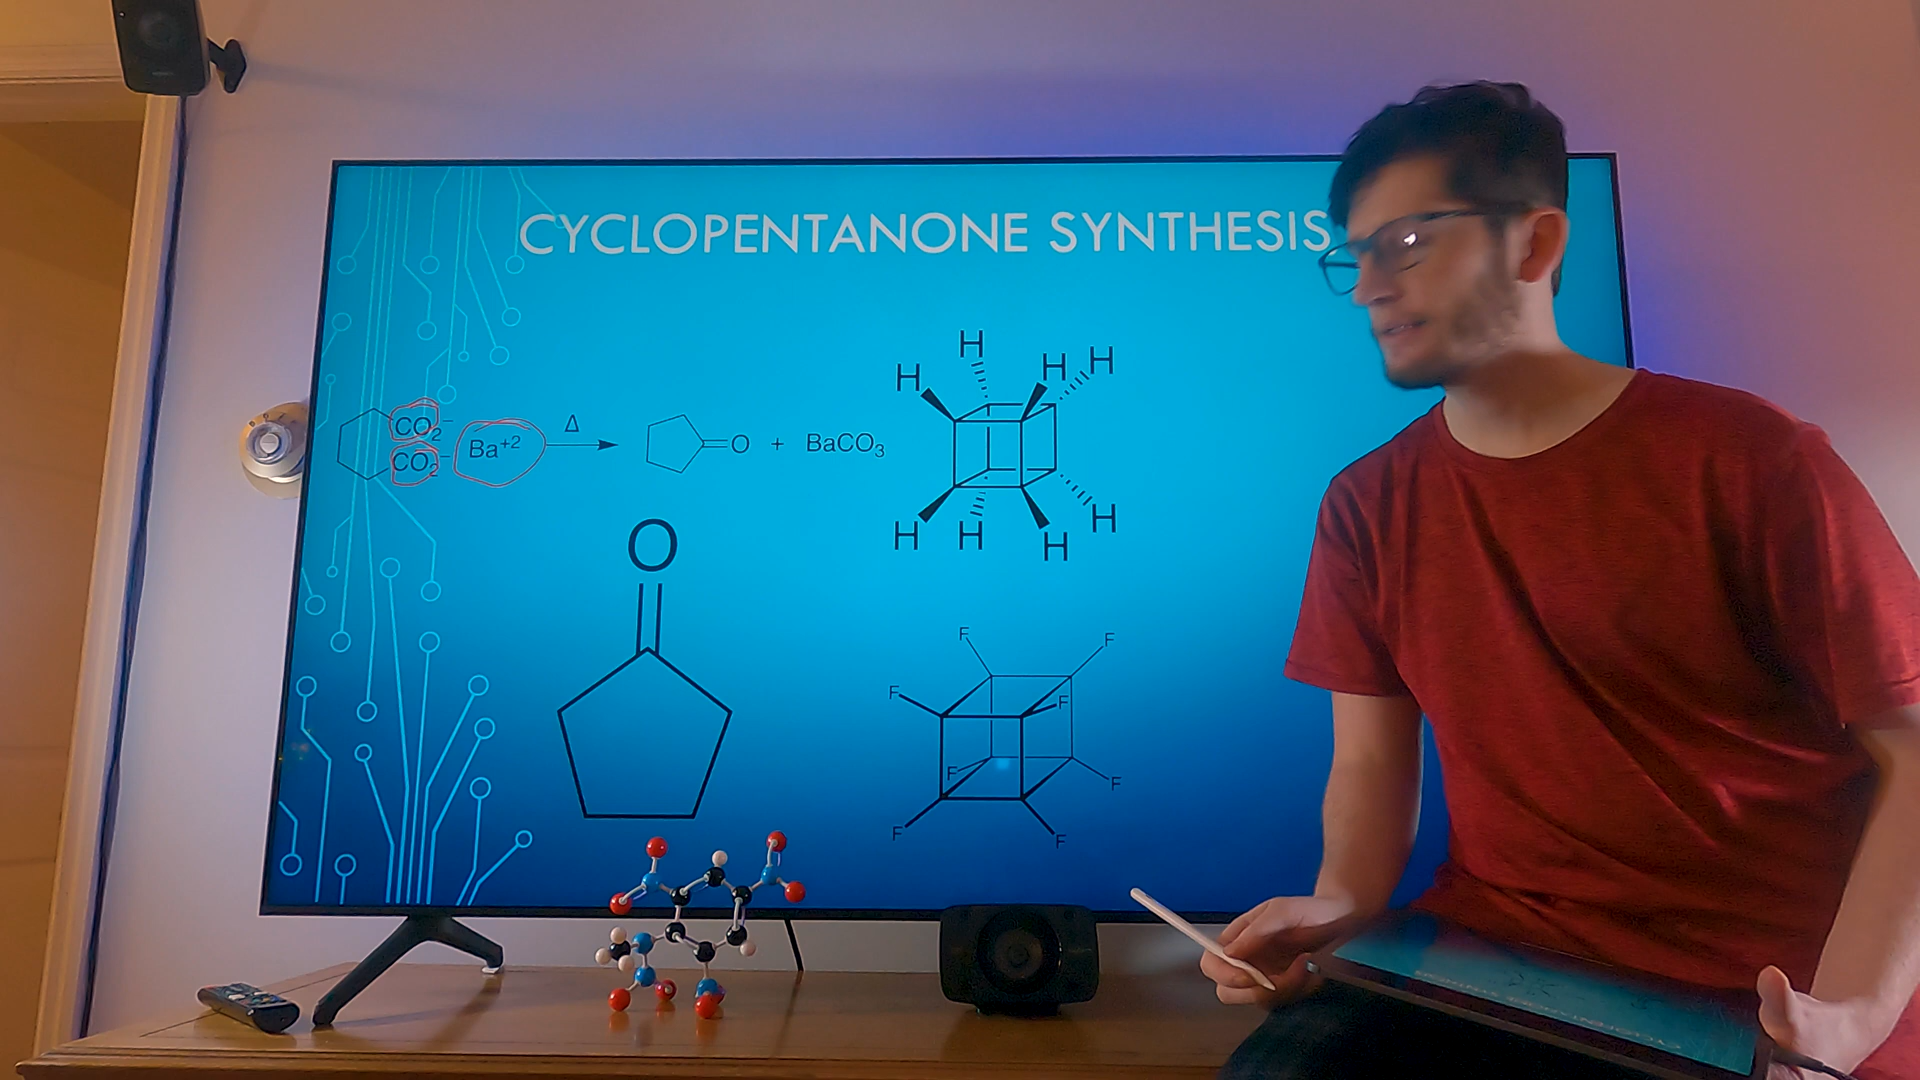 CYCLOPENTANONE SYNTHESIS
CO₂⁻
CO₂⁻
Ba⁺²
Δ
O + BaCO₃
H
H
H
H
H
H
H
H
O
F
F
F
F
F
F
F
F